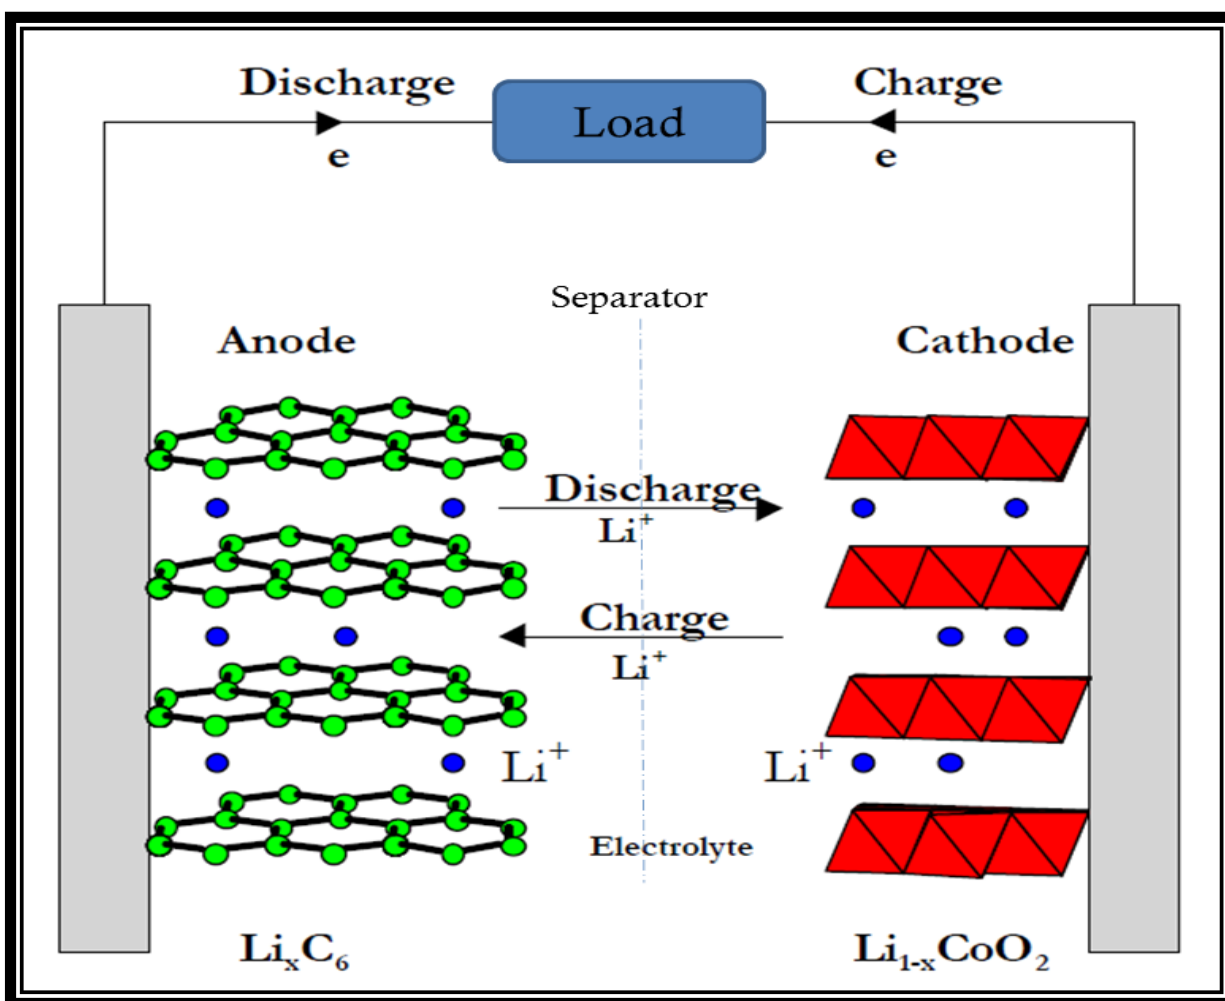 Discharge
Charge
Load
e
e
Separator
Anode
Cathode
Discharge
Li⁺
Charge
Li⁺
Li⁺
Li⁺
Electrolyte
LiₓC₆
Li₁₋ₓCoO₂